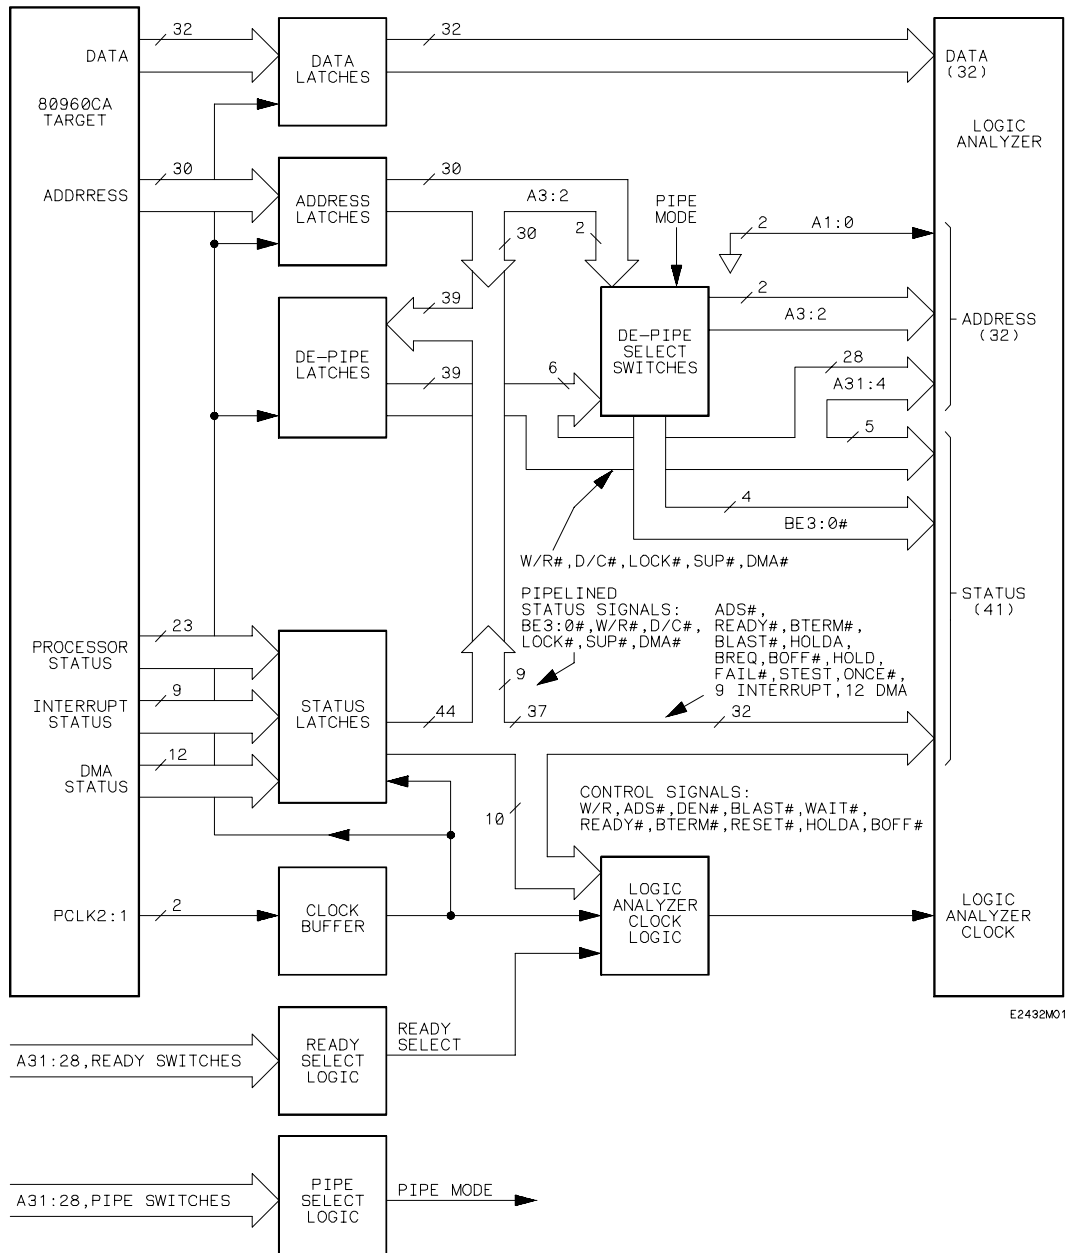 32
DATA
80960CA
TARGET
DATA
LATCHES
32
DATA
(32)
LOGIC
ANALYZER
30
ADDRRESS
ADDRESS
LATCHES
30
A3:2
30
2
PIPE
MODE
2
A1:0
2
A3:2
ADDRESS
(32)
28
A31:4
5
39
DE-PIPE
LATCHES
39
6
DE-PIPE
SELECT
SWITCHES
4
BE3:0#
W/R#,D/C#,LOCK#,SUP#,DMA#
PIPELINED
STATUS SIGNALS:
BE3:0#,W/R#,D/C#,
LOCK#,SUP#,DMA#
ADS#,
READY#,BTERM#,
BLAST#,HOLDA,
BREQ,BOFF#,HOLD,
FAIL#,STEST,ONCE#,
9 INTERRUPT,12 DMA
STATUS
(41)
23
PROCESSOR
STATUS
9
INTERRUPT
STATUS
12
DMA
STATUS
STATUS
LATCHES
44
9
37
32
10
CONTROL SIGNALS:
W/R,ADS#,DEN#,BLAST#,WAIT#,
READY#,BTERM#,RESET#,HOLDA,BOFF#
PCLK2:1
2
CLOCK
BUFFER
LOGIC
ANALYZER
CLOCK
LOGIC
LOGIC
ANALYZER
CLOCK
E2432M01
A31:28,READY SWITCHES
READY
SELECT
LOGIC
READY
SELECT
A31:28,PIPE SWITCHES
PIPE
SELECT
LOGIC
PIPE MODE